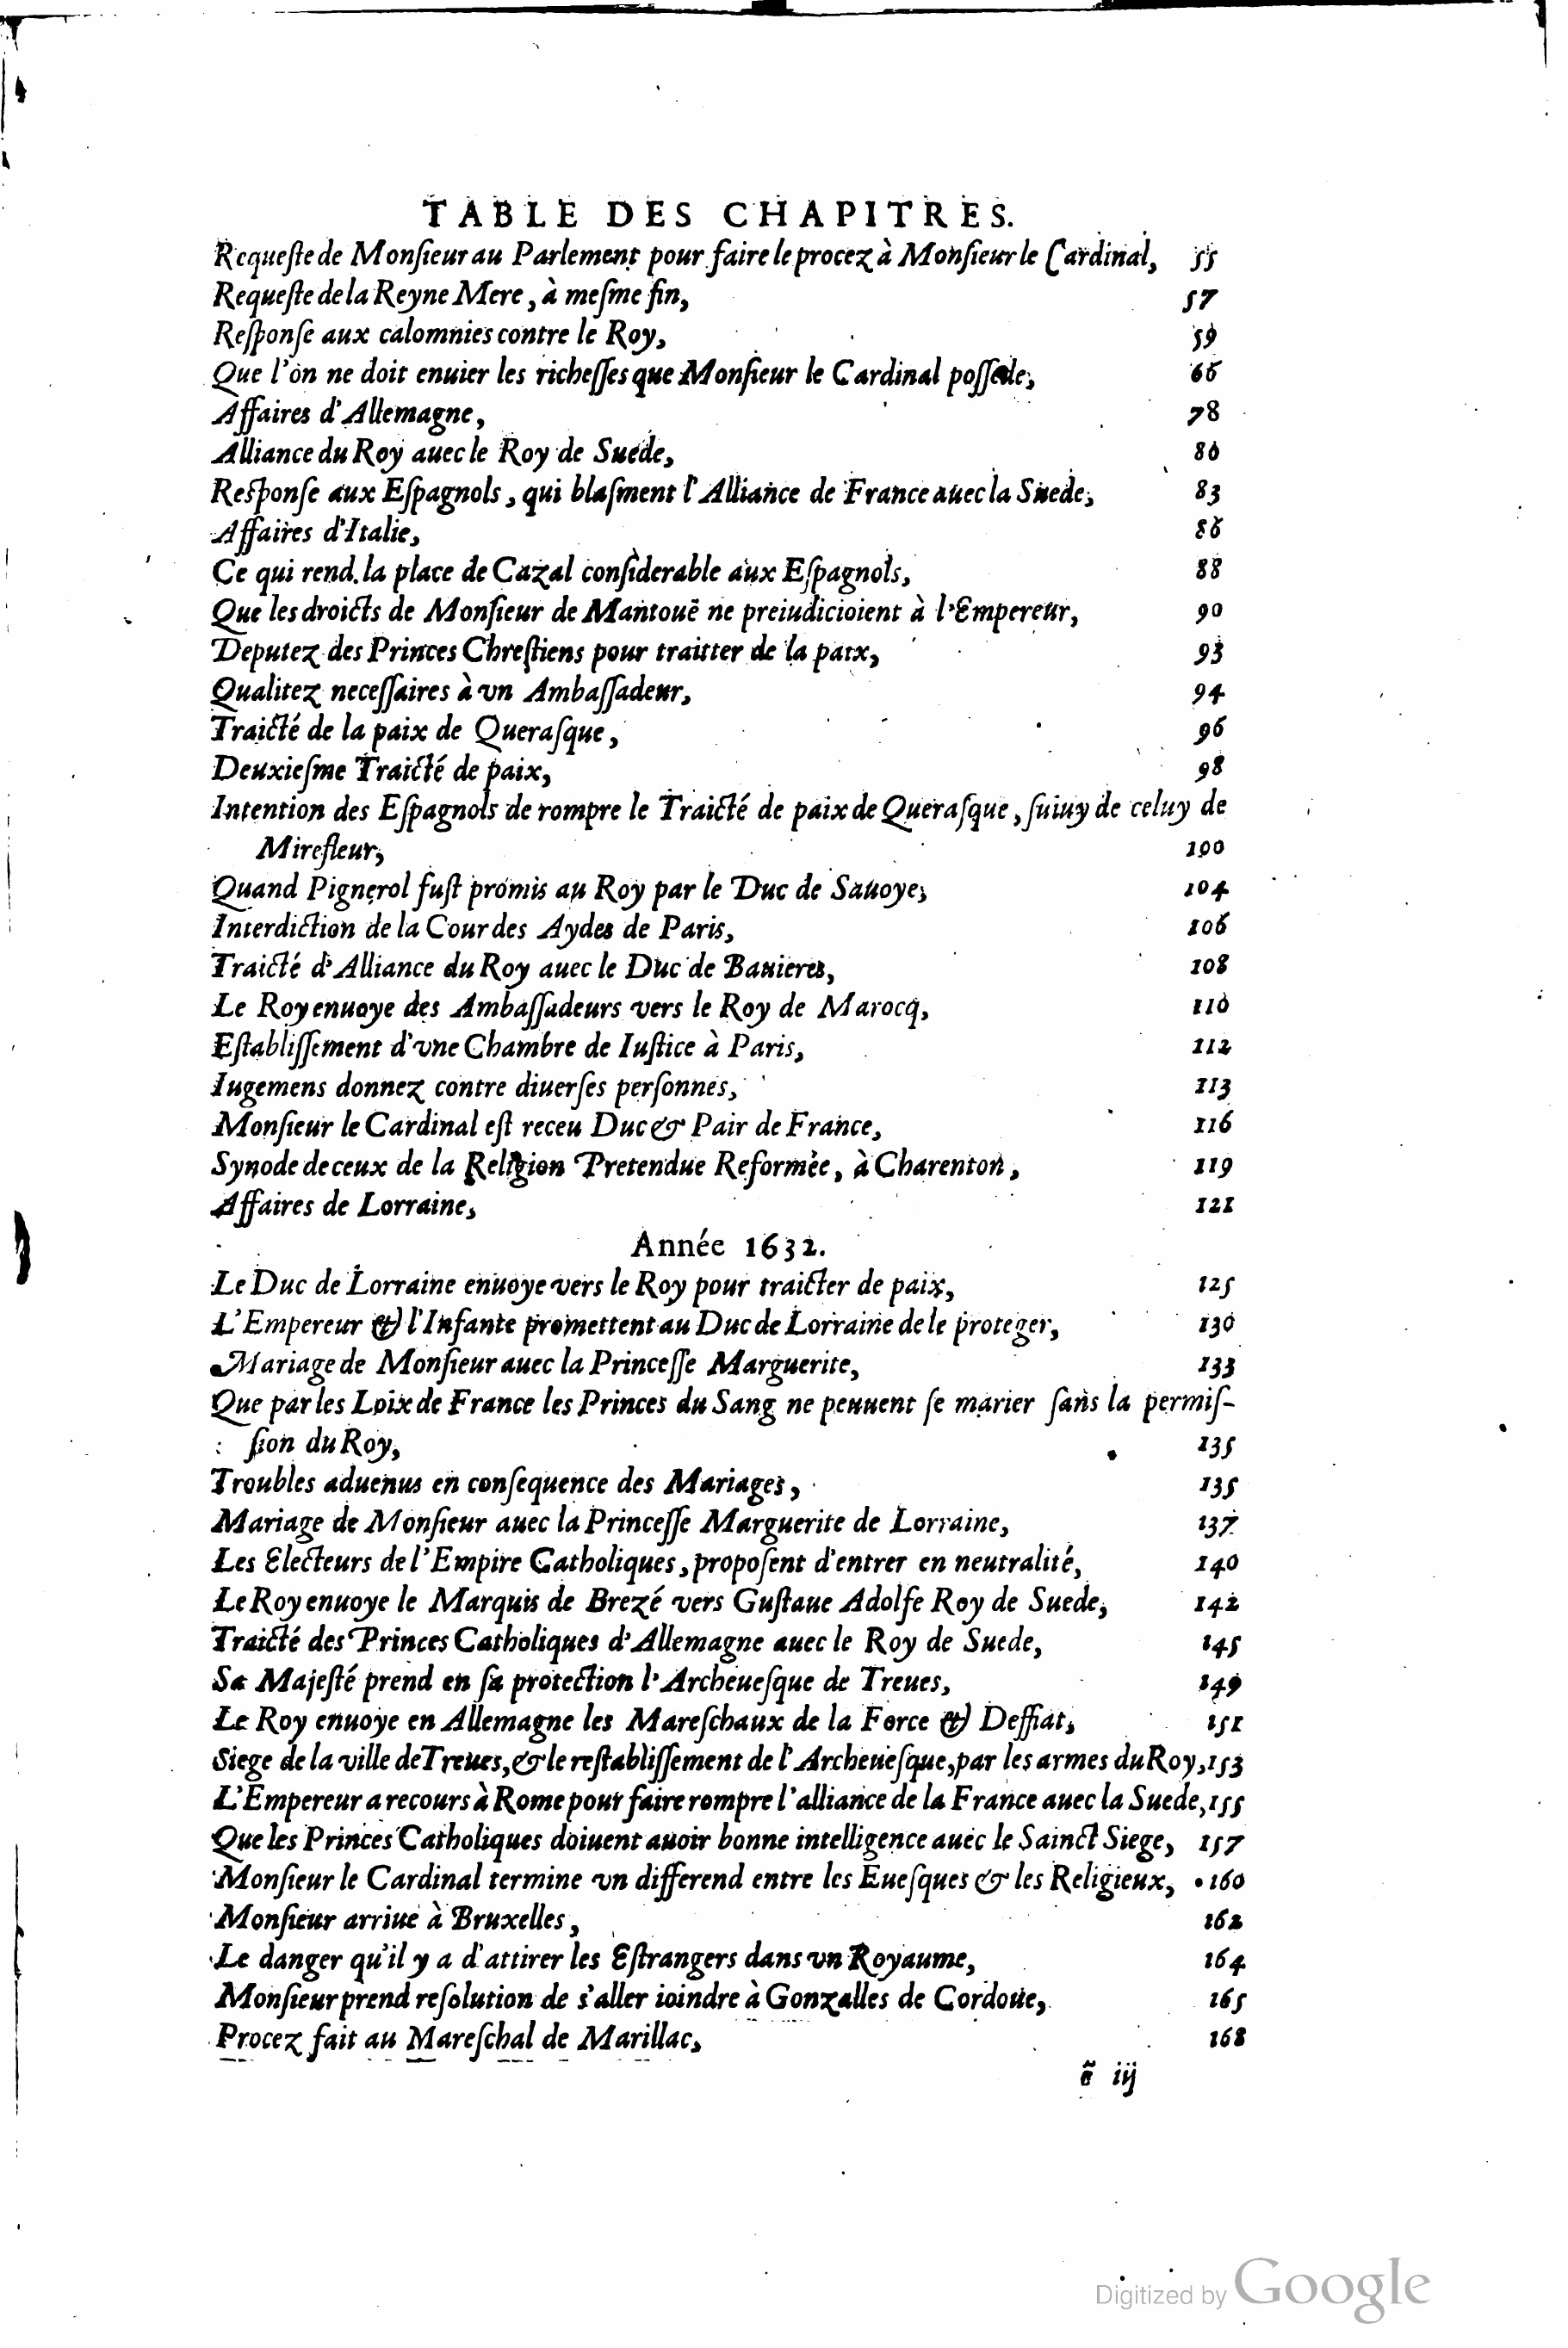 TABLE DES CHAPITRES.
Requeſte de Monſieur au Parlement pour faire le procez à Monſieur le Cardinal, 55
Requeſte de la Reyne Mere, à meſme fin, 57
Reſponſe aux calomnies contre le Roy, 59
Que l'on ne doit enuier les richeſſes que Monſieur le Cardinal poſſede, 66
Affaires d'Allemagne, 78
Alliance du Roy auec le Roy de Suede, 80
Reſponſe aux Eſpagnols, qui blaſment l'Alliance de France auec la Suede, 83
Affaires d'Italie, 86
Ce qui rend la place de Cazal conſiderable aux Eſpagnols, 88
Que les droicts de Monſieur de Mantouë ne preiudicioient à l'Empereur, 90
Deputez des Princes Chreſtiens pour traitter de la paix, 93
Qualitez neceſſaires à vn Ambaſſadeur, 94
Traicté de la paix de Queraſque, 96
Deuxieſme Traicté de paix, 98
Intention des Eſpagnols de rompre le Traicté de paix de Queraſque, ſuiuy de celuy de
Mirefleur, 100
Quand Pignerol fuſt promis au Roy par le Duc de Sauoye, 104
Interdiction de la Cour des Aydes de Paris, 106
Traicté d'Alliance du Roy auec le Duc de Bauieres, 108
Le Roy enuoye des Ambaſſadeurs vers le Roy de Marocq, 110
Eſtabliſſement d'vne Chambre de Iuſtice à Paris, 112
Iugemens donnez contre diuerſes perſonnes, 113
Monſieur le Cardinal eſt receu Duc & Pair de France, 116
Synode de ceux de la Religion Pretendue Reformée, à Charenton, 119
Affaires de Lorraine, 121
Année 1632.
Le Duc de Lorraine enuoye vers le Roy pour traicter de paix, 125
L'Empereur & l'Infante promettent au Duc de Lorraine de le proteger, 130
Mariage de Monſieur auec la Princeſſe Marguerite, 133
Que par les Loix de France les Princes du Sang ne peuuent ſe marier ſans la permiſ-
ſion du Roy, 135
Troubles aduenus en conſequence des Mariages, 135
Mariage de Monſieur auec la Princeſſe Marguerite de Lorraine, 137
Les Electeurs de l'Empire Catholiques, propoſent d'entrer en neutralité, 140
Le Roy enuoye le Marquis de Brezé vers Guſtaue Adolfe Roy de Suede, 142
Traicté des Princes Catholiques d'Allemagne auec le Roy de Suede, 145
Sa Majeſté prend en ſa protection l'Archeueſque de Treues, 149
Le Roy enuoye en Allemagne les Mareſchaux de la Force & Deffiat, 151
Siege de la ville de Treues, & le reſtabliſſement de l'Archeueſque, par les armes du Roy, 153
L'Empereur a recours à Rome pour faire rompre l'alliance de la France auec la Suede, 155
Que les Princes Catholiques doiuent auoir bonne intelligence auec le Sainct Siege, 157
Monſieur le Cardinal termine vn differend entre les Eueſques & les Religieux, 160
Monſieur arriue à Bruxelles, 162
Le danger qu'il y a d'attirer les Eſtrangers dans vn Royaume, 164
Monſieur prend reſolution de s'aller ioindre à Gonzalles de Cordoüe, 165
Procez fait au Mareſchal de Marillac, 168
ẽ iij
Digitized by Google